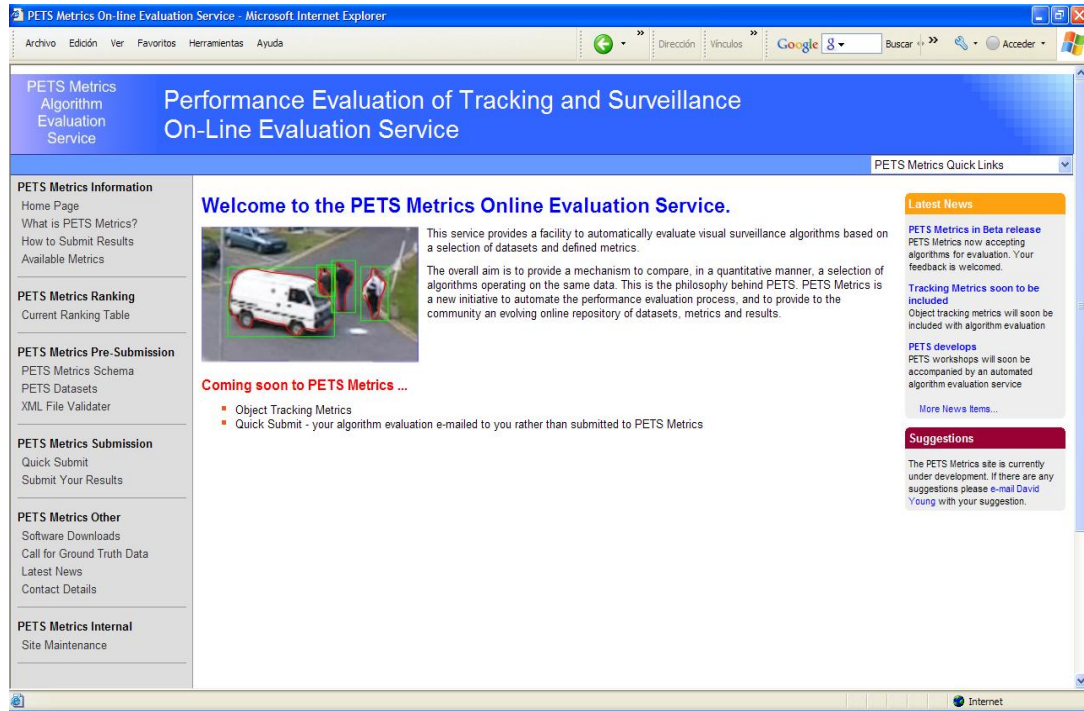 PETS Metrics On-line Evaluation Service - Microsoft Internet Explorer
Archivo Edición Ver Favoritos Herramientas Ayuda
» Dirección Vínculos » Google Buscar » Acceder
PETS Metrics
Algorithm
Evaluation
Service
Performance Evaluation of Tracking and Surveillance
On-Line Evaluation Service
PETS Metrics Quick Links
PETS Metrics Information
Home Page
What is PETS Metrics?
How to Submit Results
Available Metrics
PETS Metrics Ranking
Current Ranking Table
PETS Metrics Pre-Submission
PETS Metrics Schema
PETS Datasets
XML File Validater
PETS Metrics Submission
Quick Submit
Submit Your Results
PETS Metrics Other
Software Downloads
Call for Ground Truth Data
Latest News
Contact Details
PETS Metrics Internal
Site Maintenance
Welcome to the PETS Metrics Online Evaluation Service.
This service provides a facility to automatically evaluate visual surveillance algorithms based on
a selection of datasets and defined metrics.
The overall aim is to provide a mechanism to compare, in a quantitative manner, a selection of
algorithms operating on the same data. This is the philosophy behind PETS. PETS Metrics is
a new initiative to automate the performance evaluation process, and to provide to the
community an evolving online repository of datasets, metrics and results.
Coming soon to PETS Metrics ...
Object Tracking Metrics
Quick Submit - your algorithm evaluation e-mailed to you rather than submitted to PETS Metrics
Latest News
PETS Metrics in Beta release
PETS Metrics now accepting
algorithms for evaluation. Your
feedback is welcomed.
Tracking Metrics soon to be
included
Object tracking metrics will soon be
included with algorithm evaluation
PETS develops
PETS workshops will soon be
accompanied by an automated
algorithm evaluation service
More News Items...
Suggestions
The PETS Metrics site is currently
under development. If there are any
suggestions please e-mail David
Young with your suggestion.
Internet